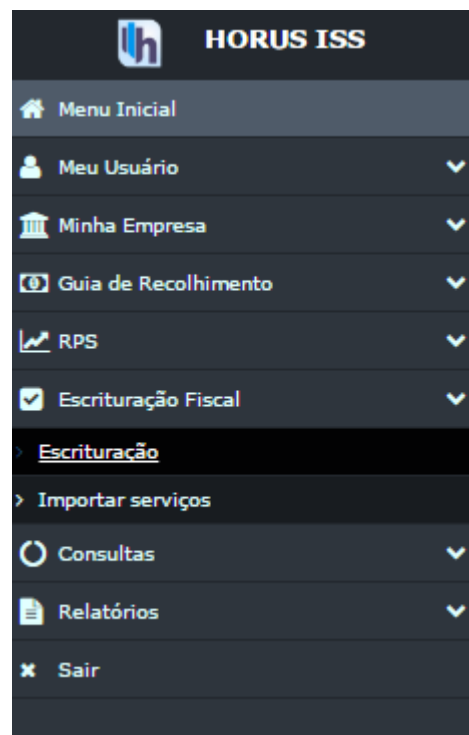 HORUS ISS
Menu Inicial
Meu Usuário
Minha Empresa
Guia de Recolhimento
RPS
Escrituração Fiscal
Escrituração
Importar serviços
Consultas
Relatórios
Sair